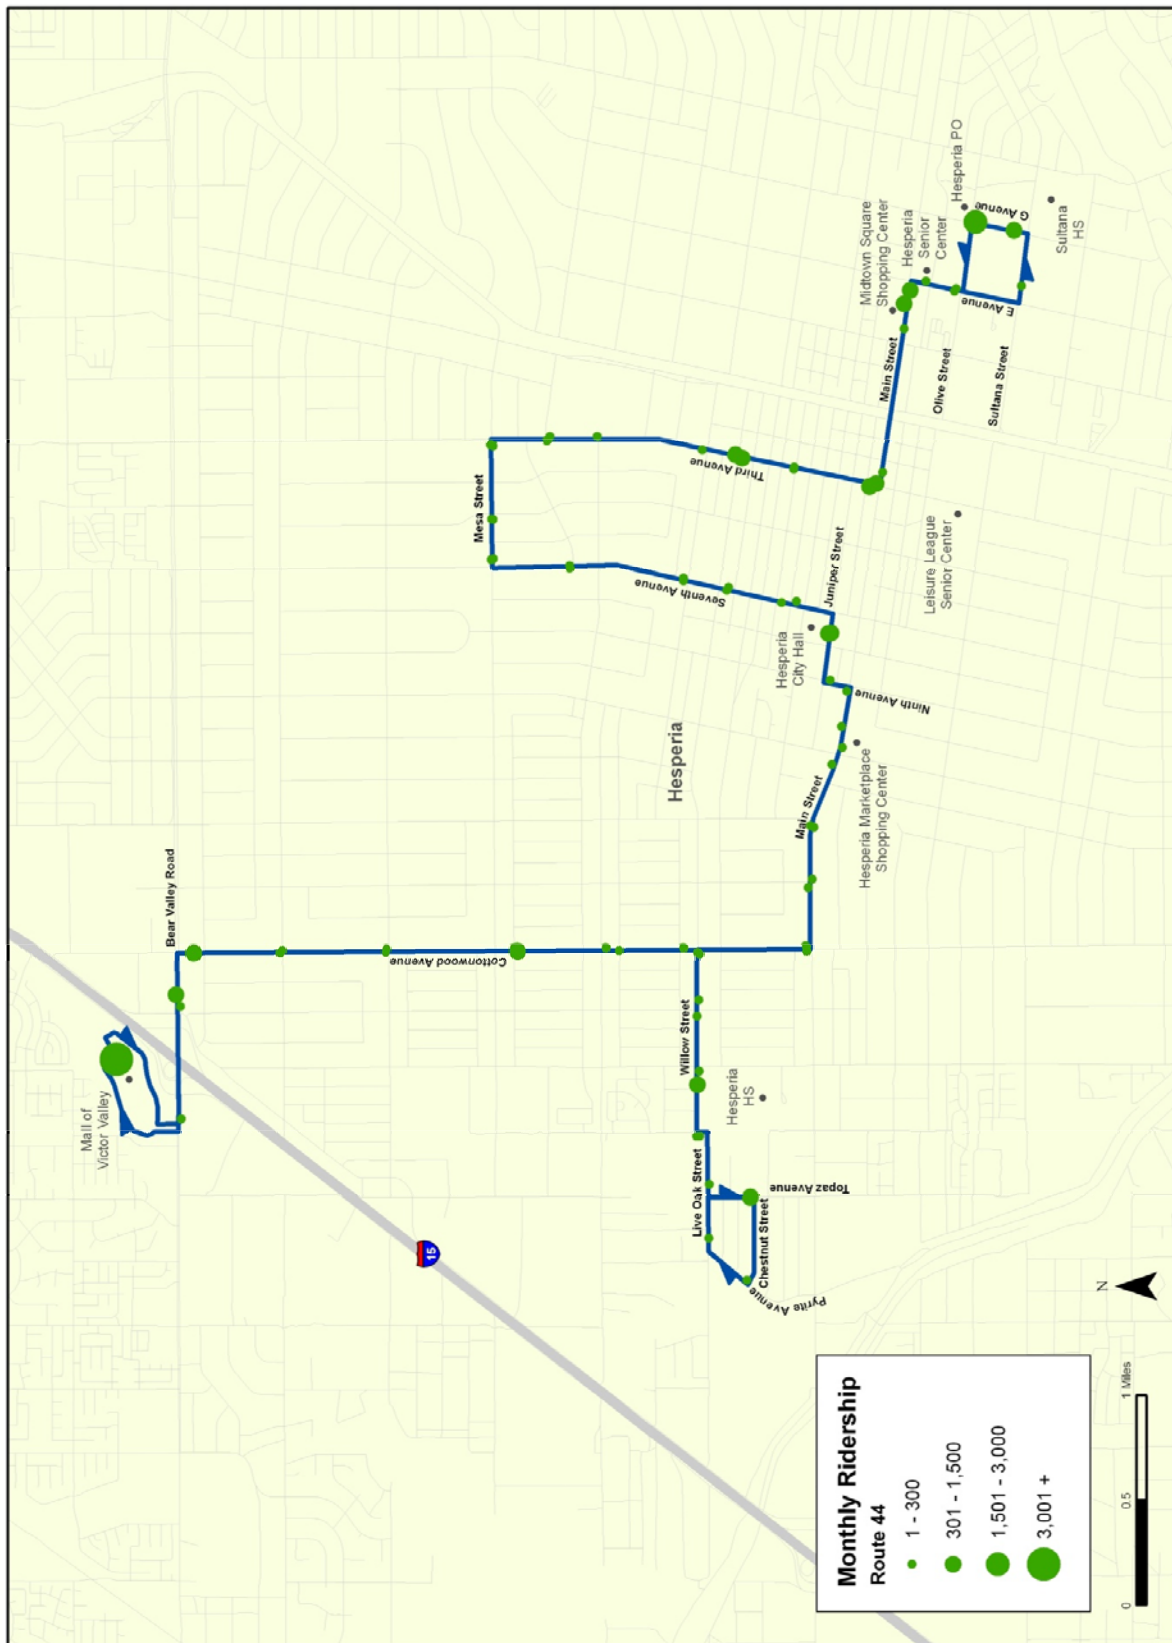 Mall of
Victor Valley
Bear Valley Road
15
Cottonwood Avenue
Mesa Street
Third Avenue
Seventh Avenue
Hesperia
Live Oak Street
Willow Street
Hesperia
HS
Topaz Avenue
Chestnut Street
Pyrite Avenue
Main Street
Hesperia Marketplace
Shopping Center
Ninth Avenue
Hesperia
City Hall
Juniper Street
Leisure League
Senior Center
Main Street
Midtown Square
Shopping Center
Hesperia
Senior
Center
Hesperia PO
G Avenue
E Avenue
Olive Street
Sultana Street
Sultana
HS
N
Monthly Ridership
Route 44
1 - 300
301 - 1,500
1,501 - 3,000
3,001 +
0
0.5
1 Miles